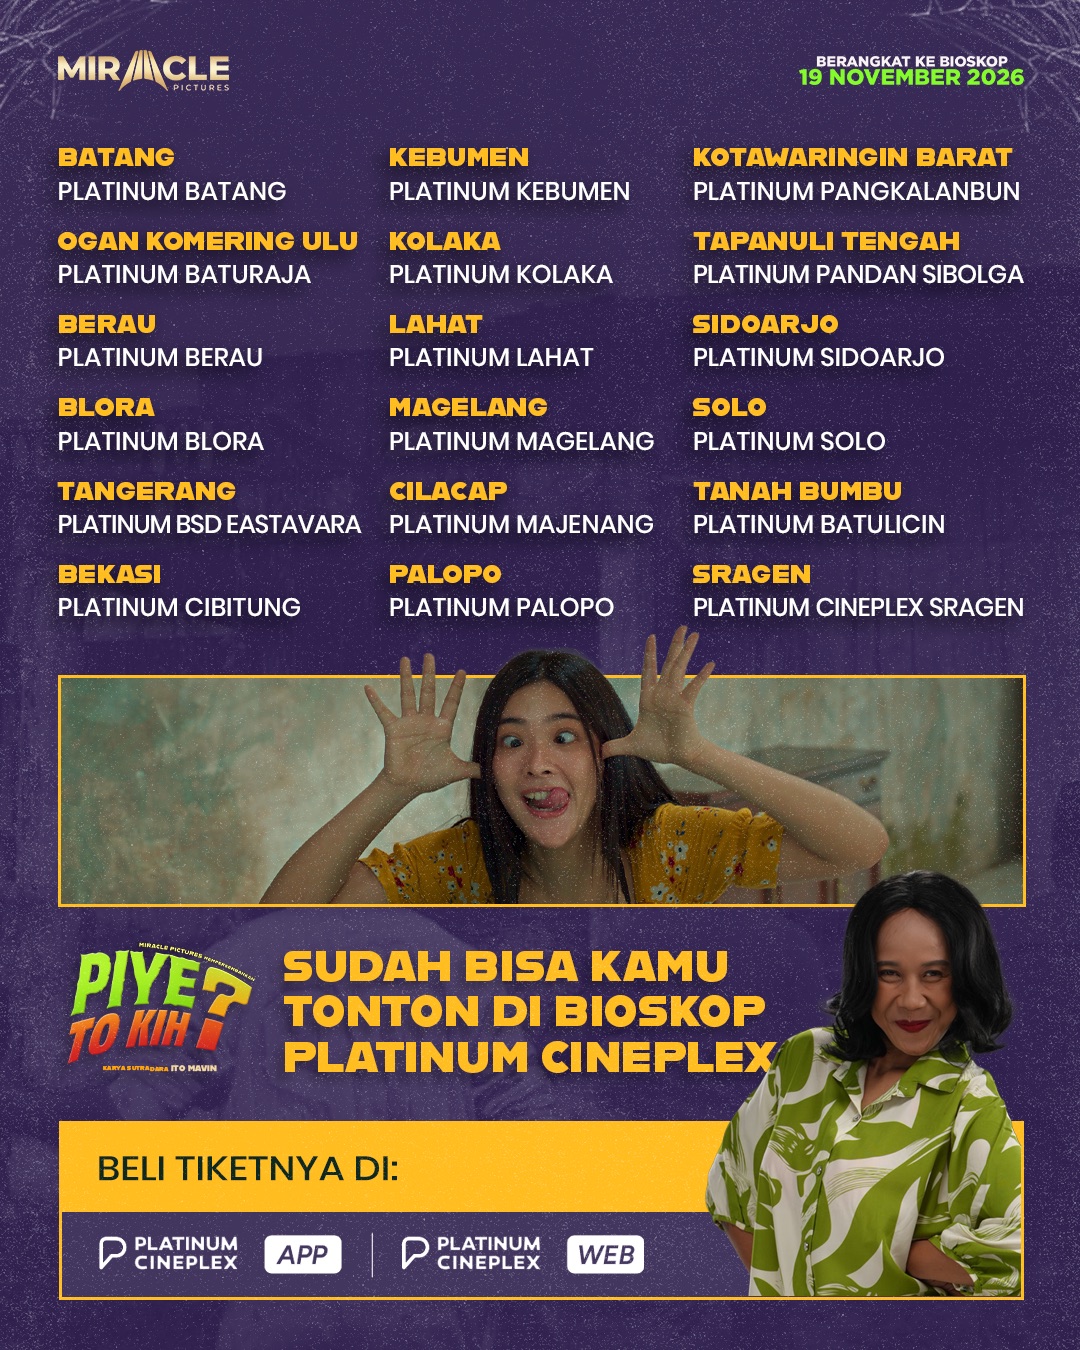 MIRACLE
PICTURES
BERANGKAT KE BIOSKOP
19 NOVEMBER 2026
BATANG
PLATINUM BATANG
OGAN KOMERING ULU
PLATINUM BATURAJA
BERAU
PLATINUM BERAU
BLORA
PLATINUM BLORA
TANGERANG
PLATINUM BSD EASTAVARA
BEKASI
PLATINUM CIBITUNG
KEBUMEN
PLATINUM KEBUMEN
KOLAKA
PLATINUM KOLAKA
LAHAT
PLATINUM LAHAT
MAGELANG
PLATINUM MAGELANG
CILACAP
PLATINUM MAJENANG
PALOPO
PLATINUM PALOPO
KOTAWARINGIN BARAT
PLATINUM PANGKALANBUN
TAPANULI TENGAH
PLATINUM PANDAN SIBOLGA
SIDOARJO
PLATINUM SIDOARJO
SOLO
PLATINUM SOLO
TANAH BUMBU
PLATINUM BATULICIN
SRAGEN
PLATINUM CINEPLEX SRAGEN
MIRACLE PICTURES MEMPERSEMBAHKAN
PIYE
TO KIH?
KARYA SUTRADARA ITO MAVIN
SUDAH BISA KAMU
TONTON DI BIOSKOP
PLATINUM CINEPLEX
BELI TIKETNYA DI:
PLATINUM
CINEPLEX
APP
PLATINUM
CINEPLEX
WEB